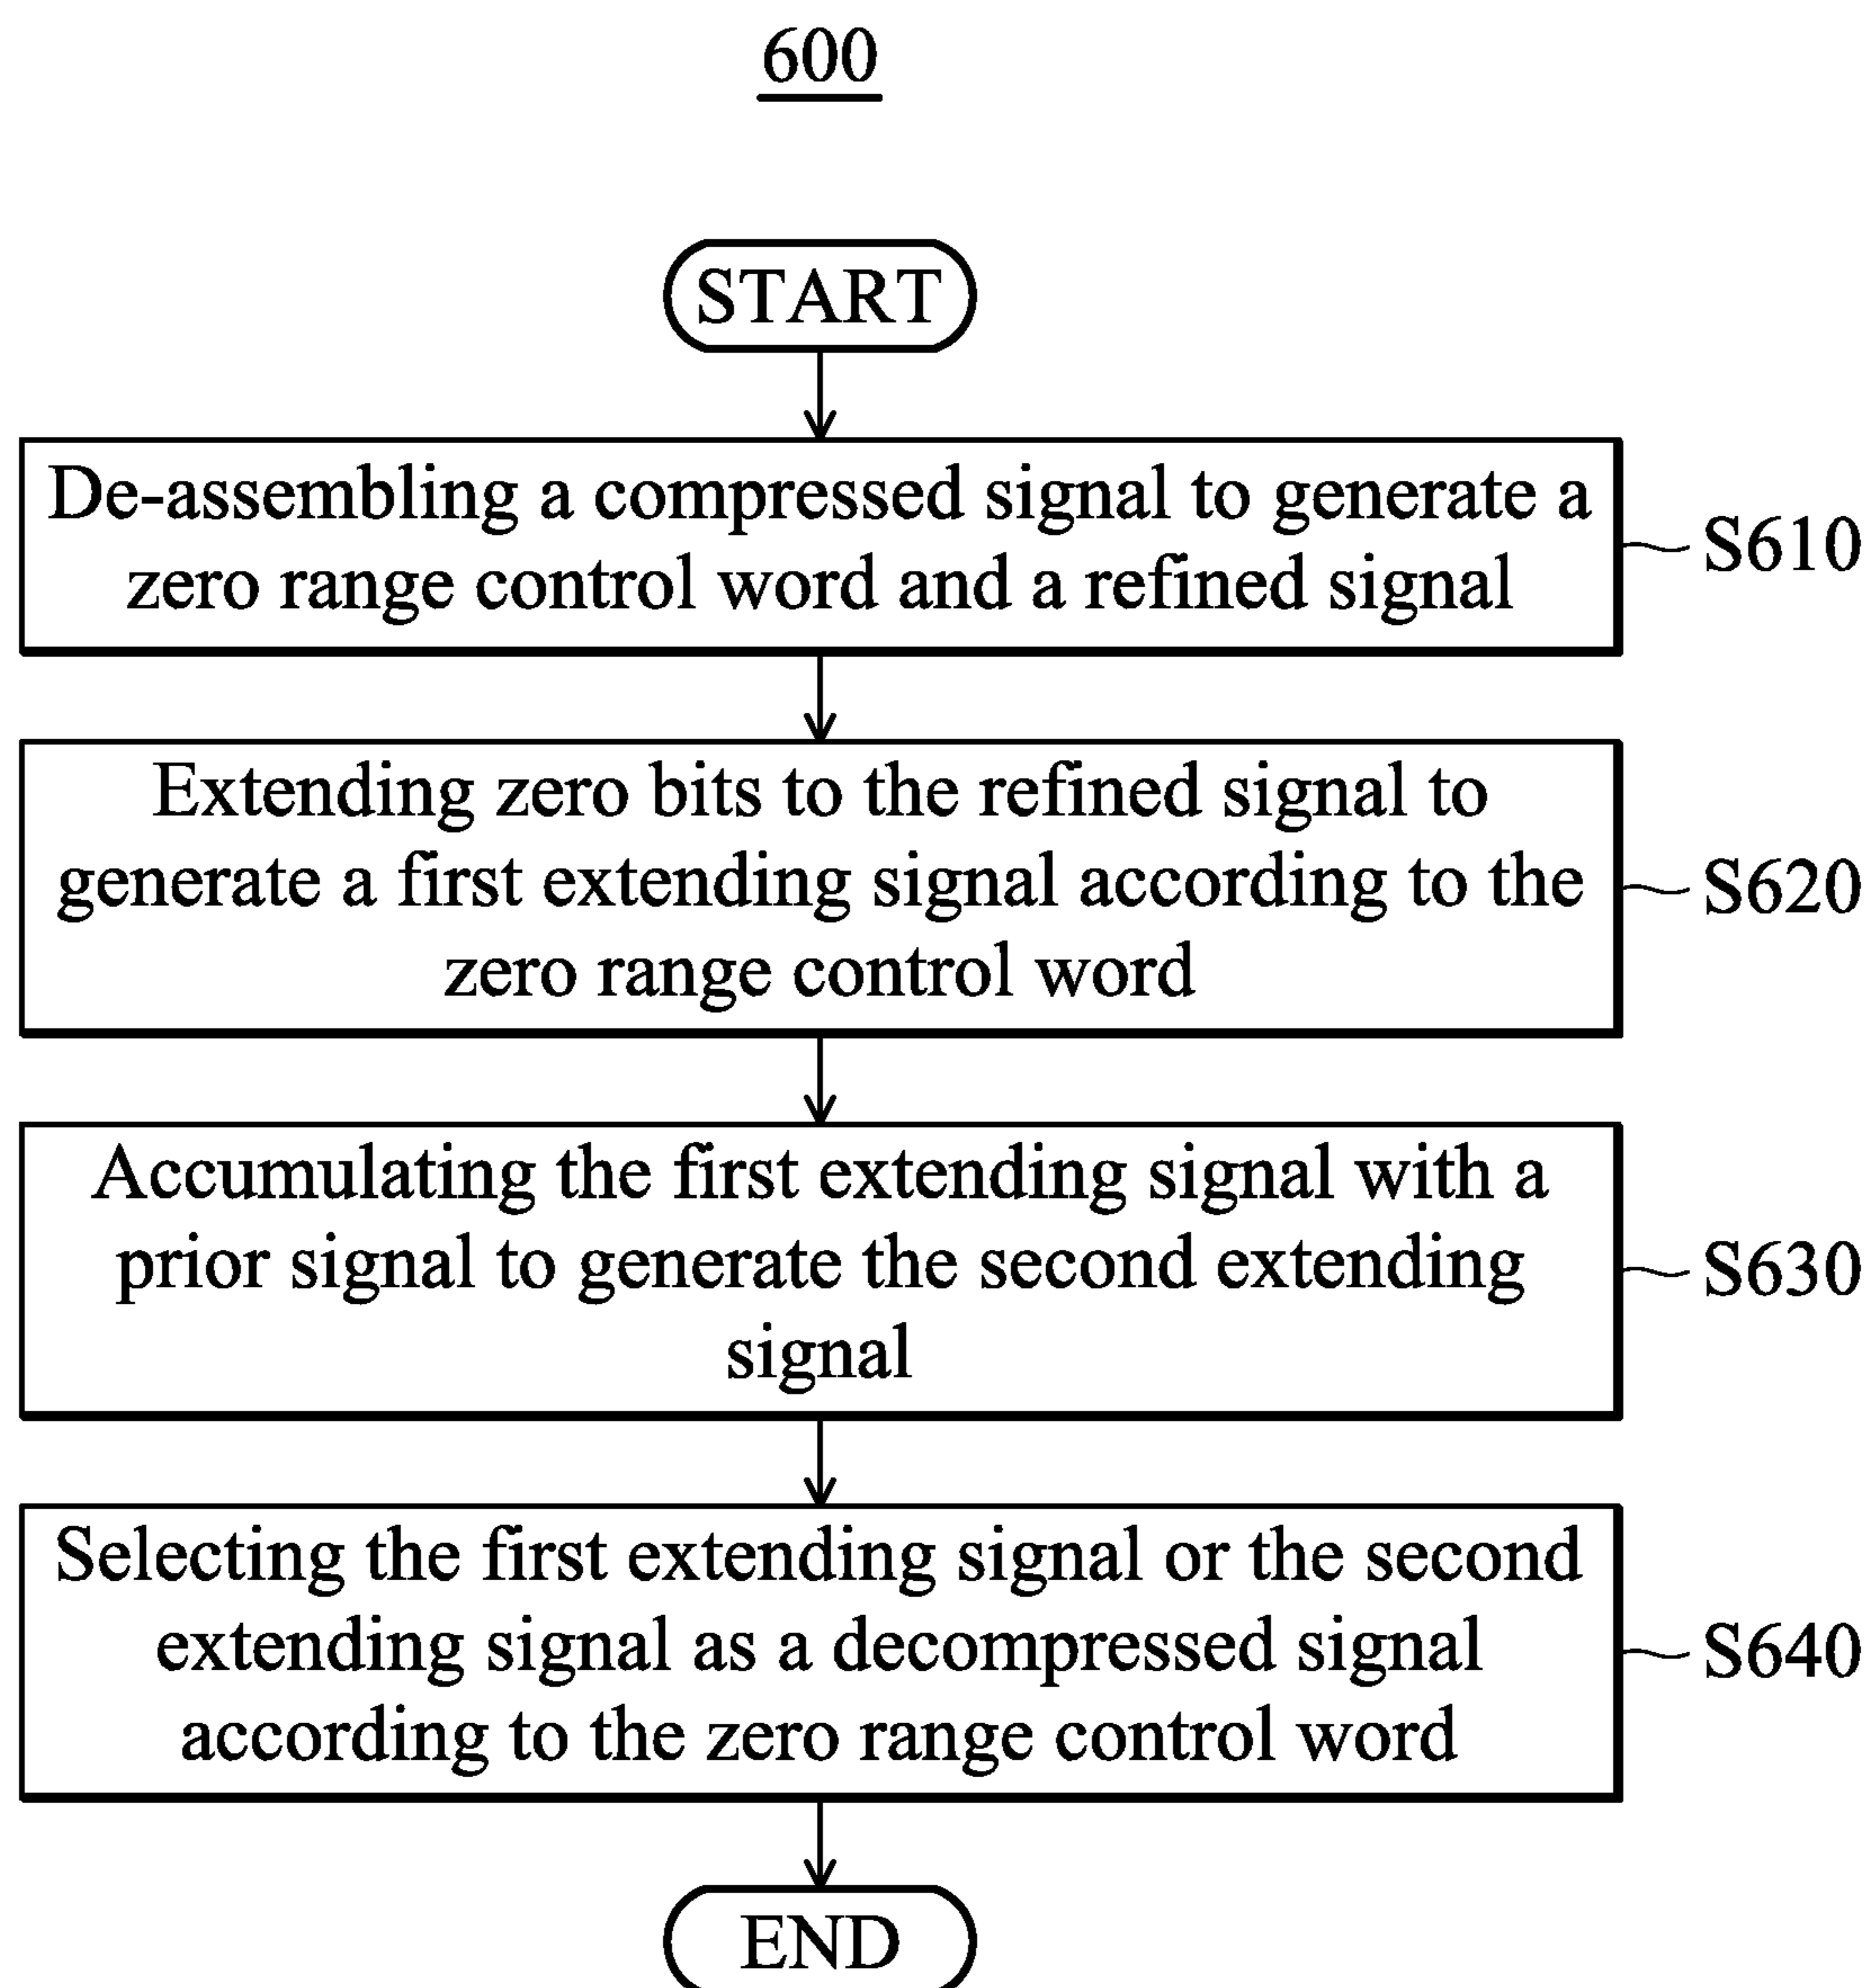 600
START
De-assembling a compressed signal to generate a
zero range control word and a refined signal
S610
Extending zero bits to the refined signal to
generate a first extending signal according to the
zero range control word
S620
Accumulating the first extending signal with a
prior signal to generate the second extending
signal
S630
Selecting the first extending signal or the second
extending signal as a decompressed signal
according to the zero range control word
S640
END